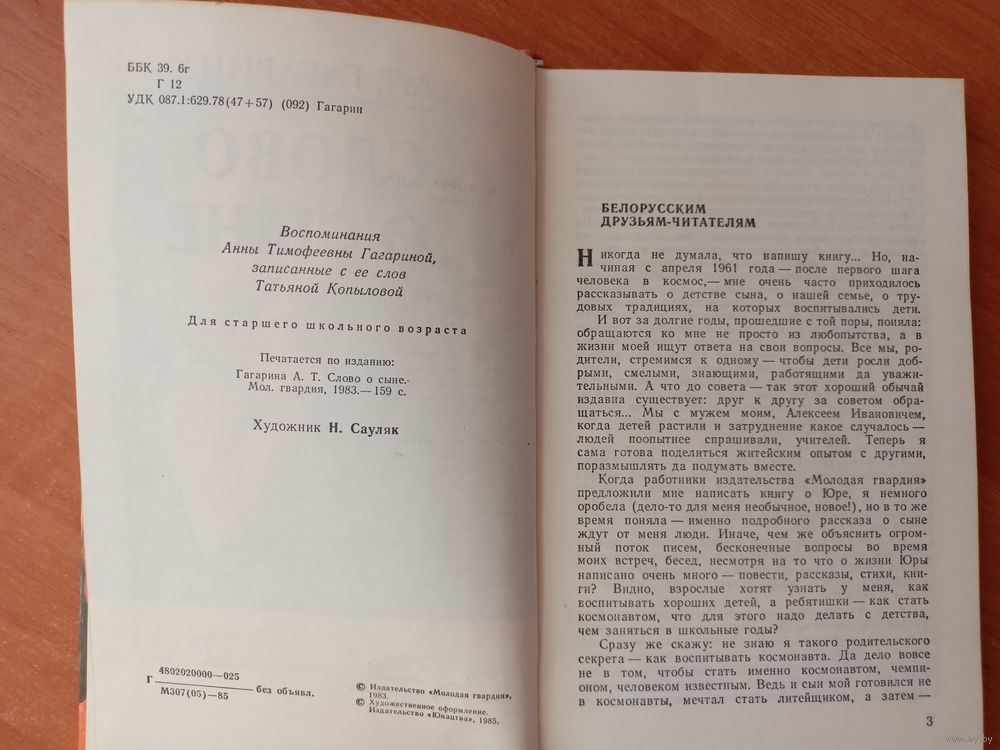 ББК 39. 6г
Г 12
УДК 087.1:629.78(47+57) (092) Гагарин
Воспоминания
Анны Тимофеевны Гагариной,
записанные с ее слов
Татьяной Копыловой
Для старшего школьного возраста
Печатается по изданию:
Гагарина А. Т. Слово о сыне.-
Мол. гвардия, 1983.— 159 с.
Художник Н. Сауляк
Г 4802020000—025
М307(05)—85 без объявл.
© Издательство «Молодая гвардия»,
1983.
© Художественное оформление.
Издательство «Юнацтва», 1985.
БЕЛОРУССКИМ
ДРУЗЬЯМ-ЧИТАТЕЛЯМ
Никогда не думала, что напишу книгу... Но, на-
чиная с апреля 1961 года — после первого шага
человека в космос,— мне очень часто приходилось
рассказывать о детстве сына, о нашей семье, о тру-
довых традициях, на которых воспитывались дети.
И вот за долгие годы, прошедшие с той поры, поняла:
обращаются ко мне не просто из любопытства, а в
жизни моей ищут ответа на свои вопросы. Все мы, ро-
дители, стремимся к одному — чтобы дети росли доб-
рыми, смелыми, знающими, работящими да уважи-
тельными. А что до совета — так этот хороший обычай
издавна существует: друг к другу за советом обра-
щаться... Мы с мужем моим, Алексеем Ивановичем,
когда детей растили и затруднение какое случалось —
людей поопытнее спрашивали, учителей. Теперь я
сама готова поделиться житейским опытом с другими,
поразмышлять да подумать вместе.
Когда работники издательства «Молодая гвардия»
предложили мне написать книгу о Юре, я немного
оробела (дело-то для меня необычное, новое!), но в то же
время поняла — именно подробного рассказа о сыне
ждут от меня люди. Иначе, чем же объяснить огром-
ный поток писем, бесконечные вопросы во время
моих встреч, бесед, несмотря на то что о жизни Юры
написано очень много — повести, рассказы, стихи, кни-
ги? Видно, взрослые хотят узнать у меня, как
воспитывать хороших детей, а ребятишки — как стать
космонавтом, что для этого надо делать с детства,
чем заняться в школьные годы?
Сразу же скажу: не знаю я такого родительского
секрета — как воспитывать космонавта. Да дело вовсе
не в том, чтобы стать именно космонавтом, чемпи-
оном, человеком известным. Ведь и сын мой готовился не
в космонавты, мечтал стать литейщиком, а затем —
3
www.ay.by